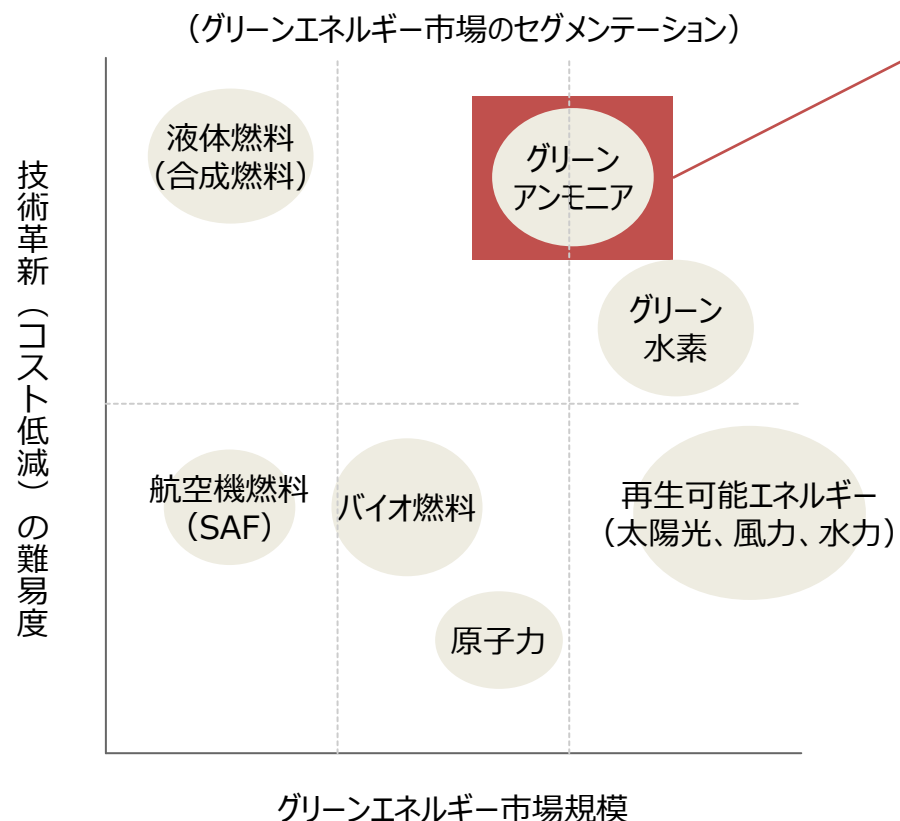 （グリーンエネルギー市場のセグメンテーション）
技術革新（コスト低減）の難易度
液体燃料
（合成燃料）
グリーン
アンモニア
グリーン
水素
航空機燃料
（SAF）
バイオ燃料
再生可能エネルギー
（太陽光、風力、水力）
原子力
グリーンエネルギー市場規模